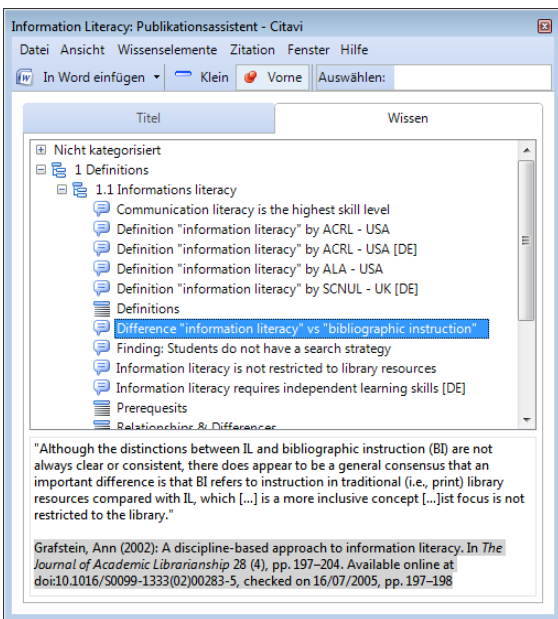 Information Literacy: Publikationsassistent - Citavi
Datei Ansicht Wissenselemente Zitation Fenster Hilfe
In Word einfügen Klein Vorne Auswählen:
Titel Wissen
Nicht kategorisiert
1 Definitions
1.1 Informations literacy
Communication literacy is the highest skill level
Definition "information literacy" by ACRL - USA
Definition "information literacy" by ACRL - USA [DE]
Definition "information literacy" by ALA - USA
Definition "information literacy" by SCNUL - UK [DE]
Definitions
Difference "information literacy" vs "bibliographic instruction"
Finding: Students do not have a search strategy
Information literacy is not restricted to library resources
Information literacy requires independent learning skills [DE]
Prerequesits
Relationships & Differences
"Although the distinctions between IL and bibliographic instruction (BI) are not
always clear or consistent, there does appear to be a general consensus that an
important difference is that BI refers to instruction in traditional (i.e., print) library
resources compared with IL, which [...] is a more inclusive concept [...]ist focus is not
restricted to the library."
Grafstein, Ann (2002): A discipline-based approach to information literacy. In The
Journal of Academic Librarianship 28 (4), pp. 197–204. Available online at
doi:10.1016/S0099-1333(02)00283-5, checked on 16/07/2005, pp. 197–198